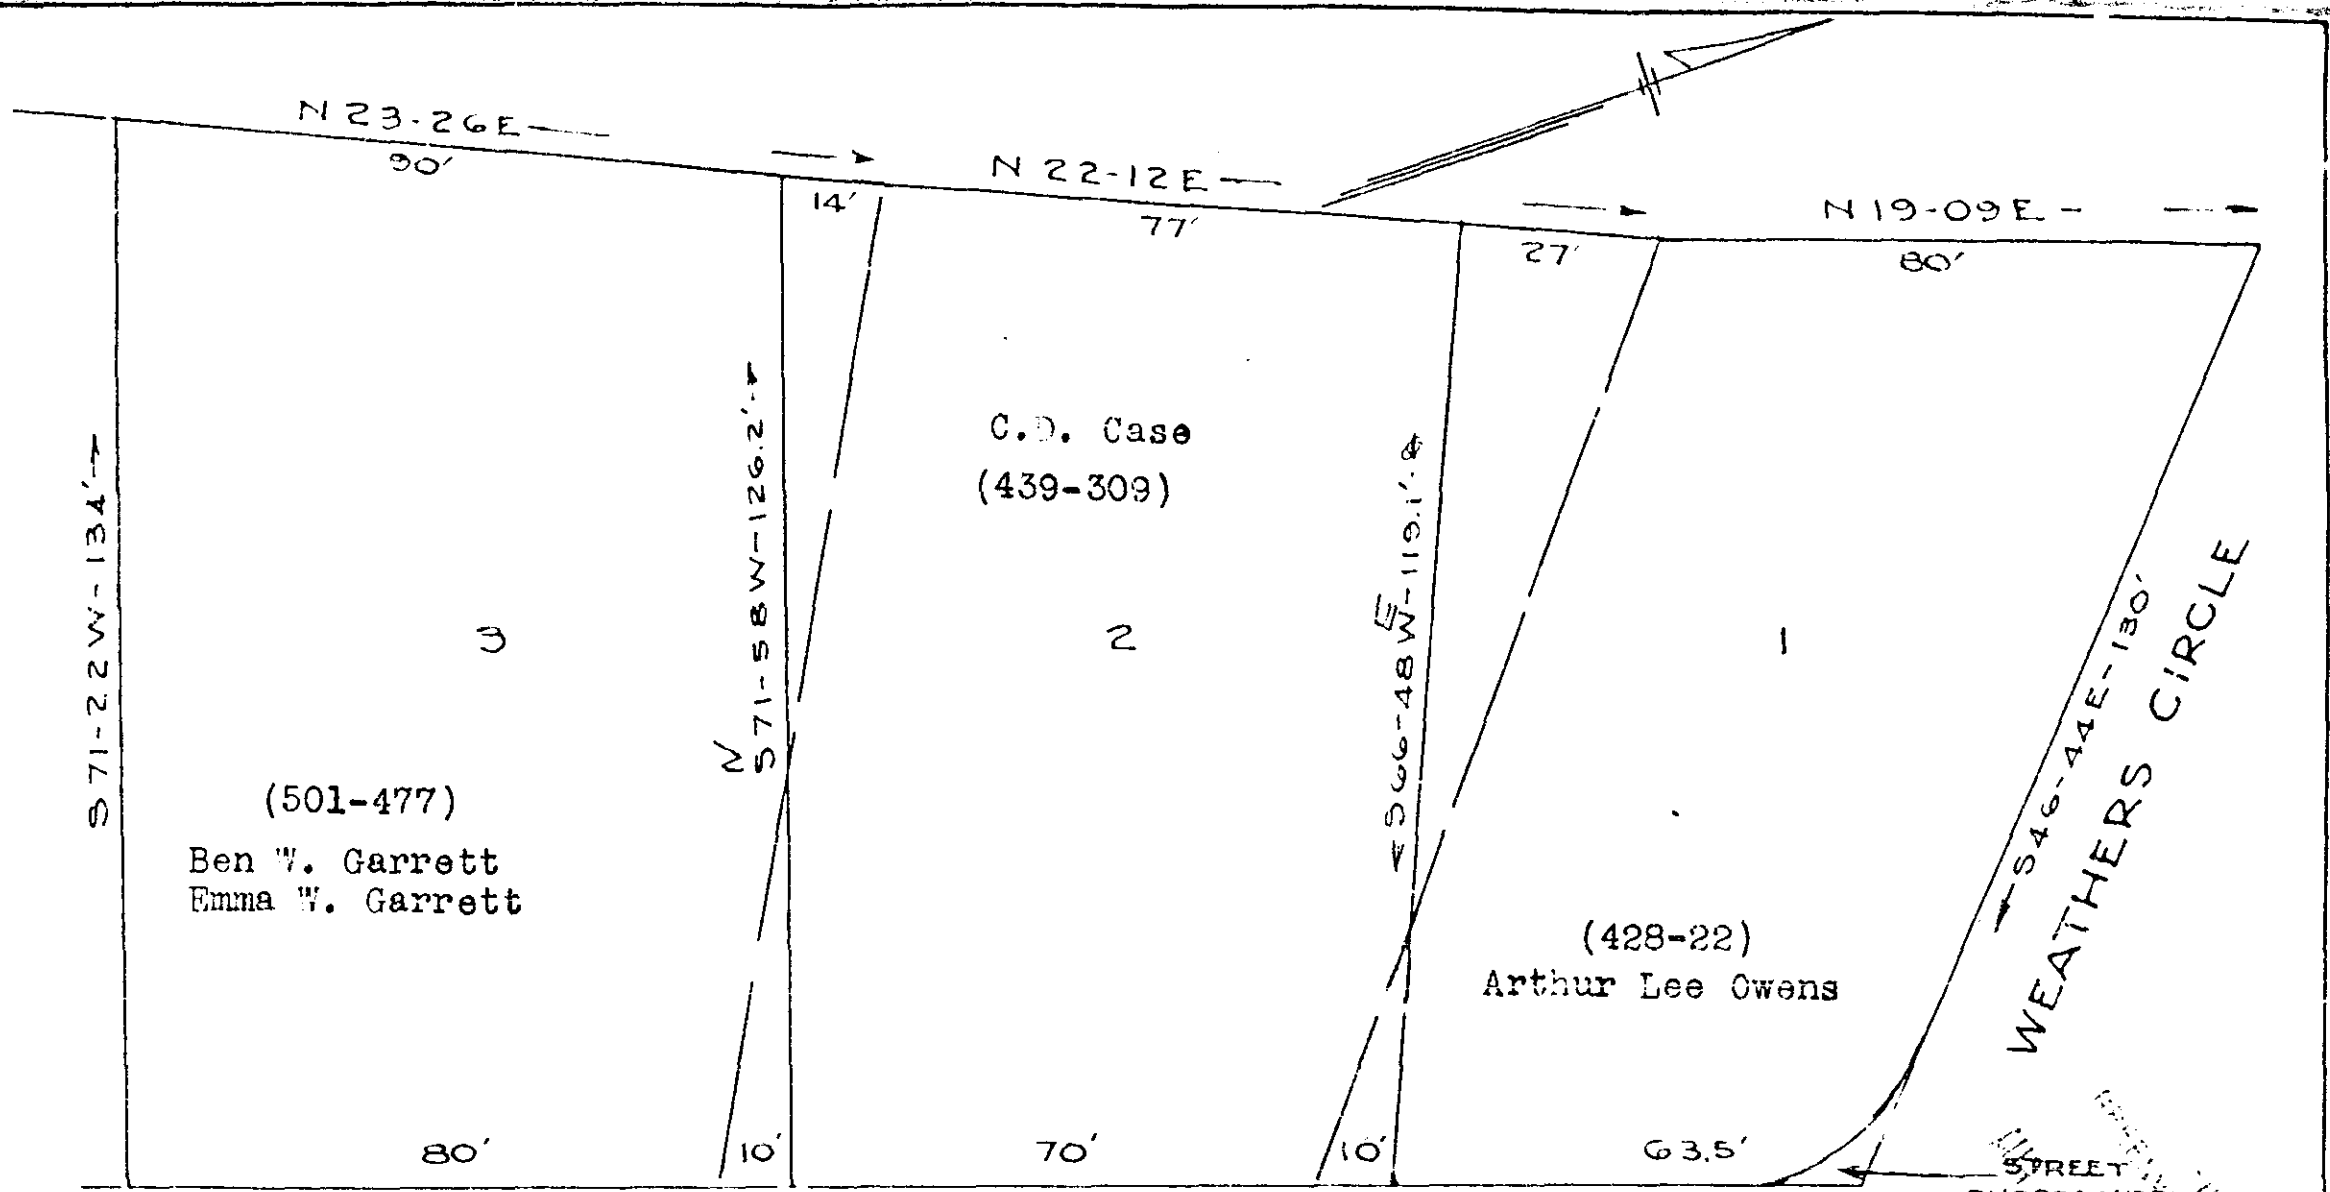 N 23-26E
90'
14'
N 22-12E
77'
27'
N 19-09E
80'
S 71-22W-134'
3
(501-477)
Ben W. Garrett
Emma W. Garrett
N
S 71-58W-126.2'
C.D. Case
(439-309)
2
E
S66-48W-119.1'
1
(428-22)
Arthur Lee Owens
S46-44E-130'
WEATHERS CIRCLE
80'
10'
70'
10'
63.5'
STREET